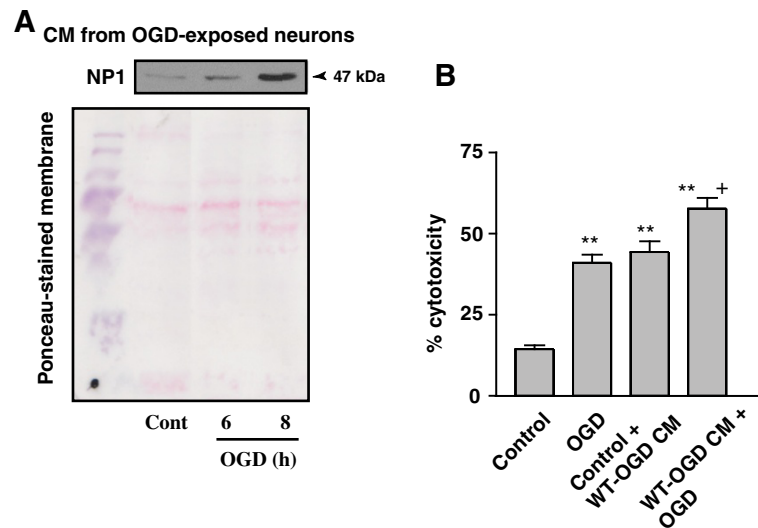 A
CM from OGD-exposed neurons
NP1
47 kDa
Ponceau-stained membrane
Cont 6 8
OGD (h)
B
75
50
25
0
% cytotoxicity
**
**
** +
Control
OGD
Control +
WT-OGD CM
WT-OGD CM +
OGD